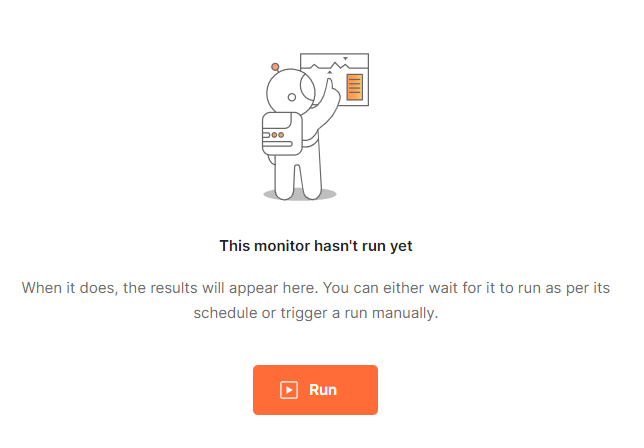 This monitor hasn't run yet
When it does, the results will appear here. You can either wait for it to run as per its
schedule or trigger a run manually.
Run